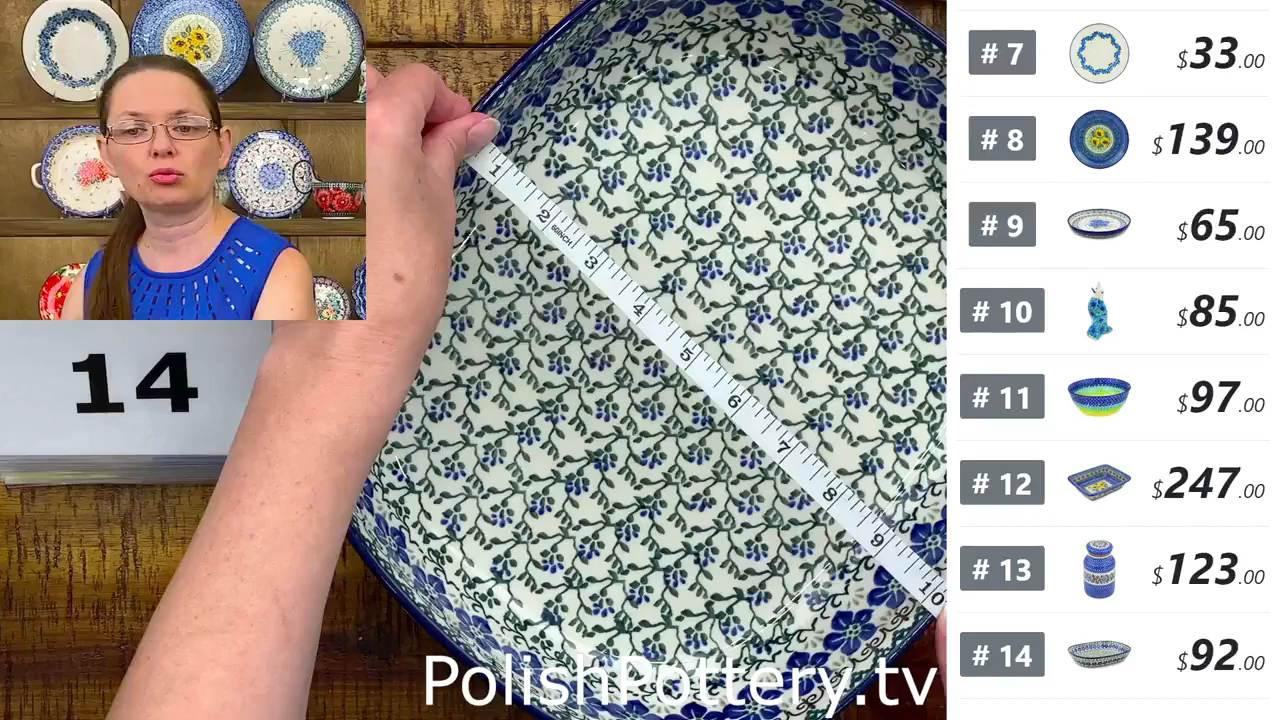 14
1 2 60INCH 3 4 5 6 7 8 9 10
PolishPottery.tv
# 7 $33.00
# 8 $139.00
# 9 $65.00
# 10 $85.00
# 11 $97.00
# 12 $247.00
# 13 $123.00
# 14 $92.00